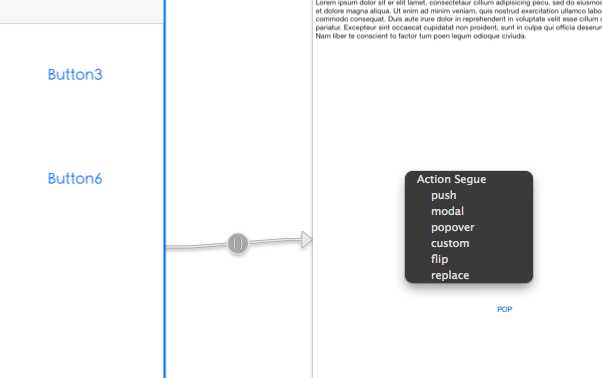 Lorem ipsum dolor sit er elit lamet, consectetaur cillium adipisicing pecu, sed do eiusmod
et dolore magna aliqua. Ut enim ad minim veniam, quis nostrud exercitation ullamco labo
commodo consequat. Duis aute irure dolor in reprehenderit in voluptate velit esse cillum
pariatur. Excepteur sint occaecat cupidatat non proident, sunt in culpa qui officia deserun
Nam liber te conscient to factor tum poen legum odioque civiuda.
Button3
Button6
Action Segue
push
modal
popover
custom
flip
replace
POP